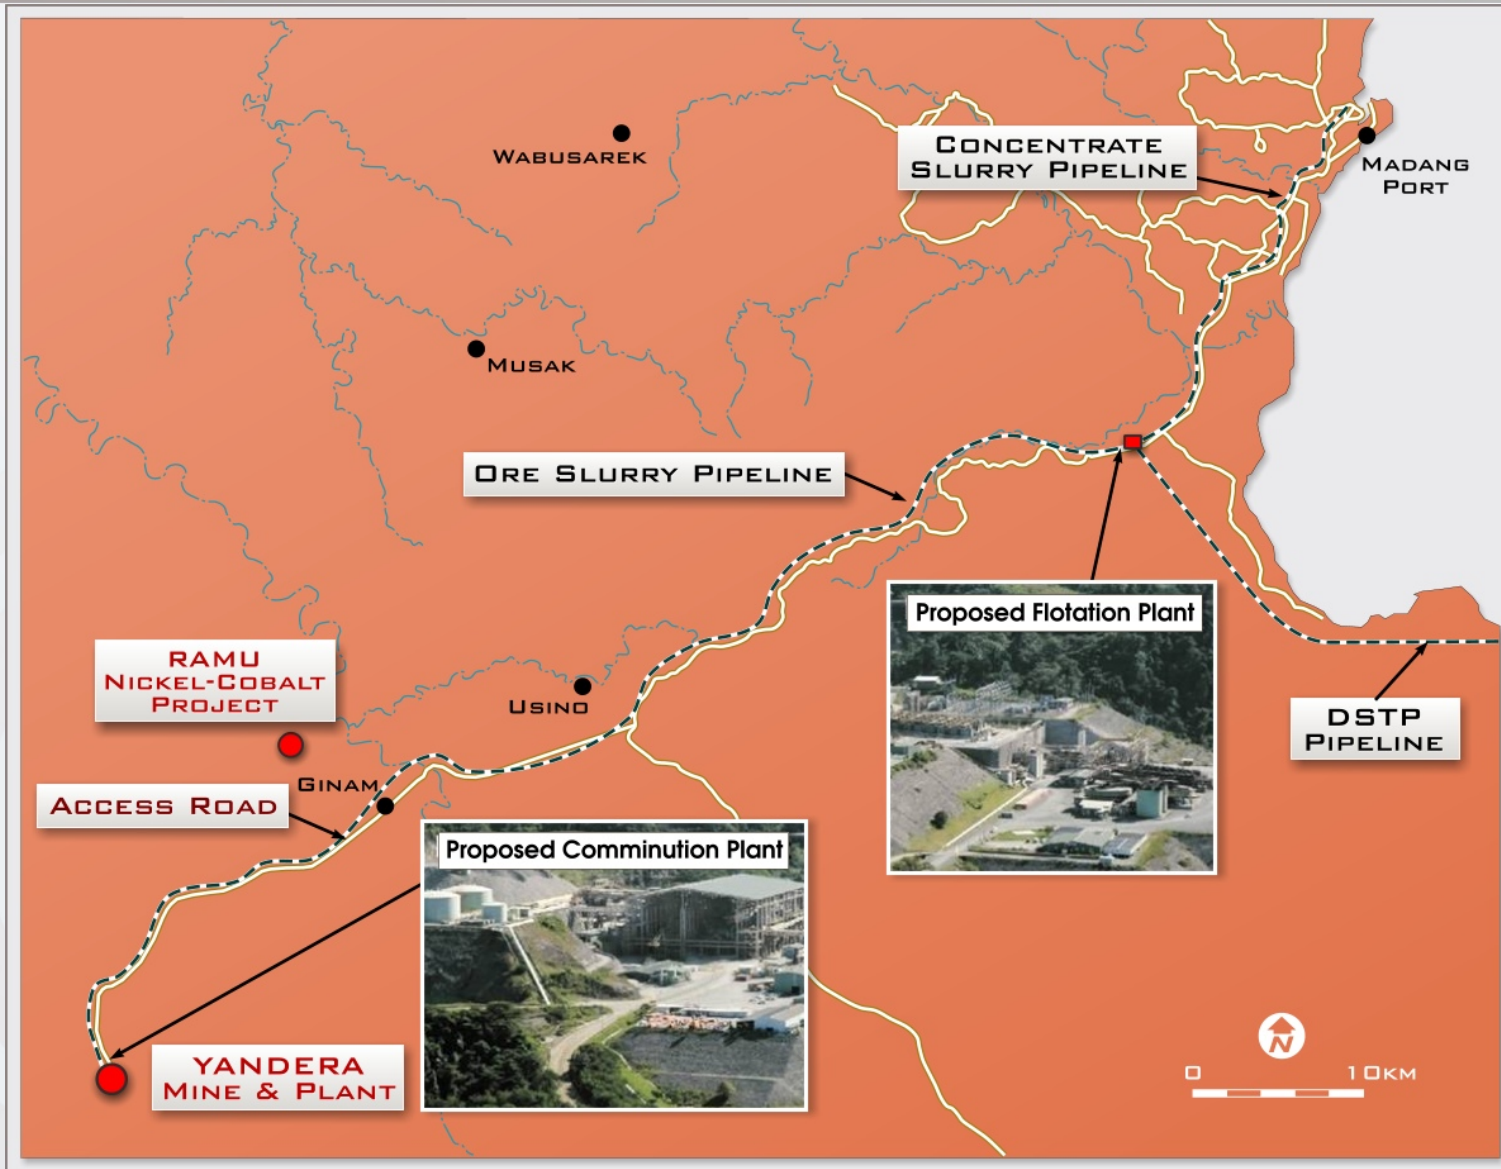 WABUSAREK
CONCENTRATE
SLURRY PIPELINE
MADANG
PORT
MUSAK
ORE SLURRY PIPELINE
Proposed Flotation Plant
RAMU
NICKEL-COBALT
PROJECT
USINO
DSTP
PIPELINE
GINAM
ACCESS ROAD
Proposed Comminution Plant
YANDERA
MINE & PLANT
N
0 10KM